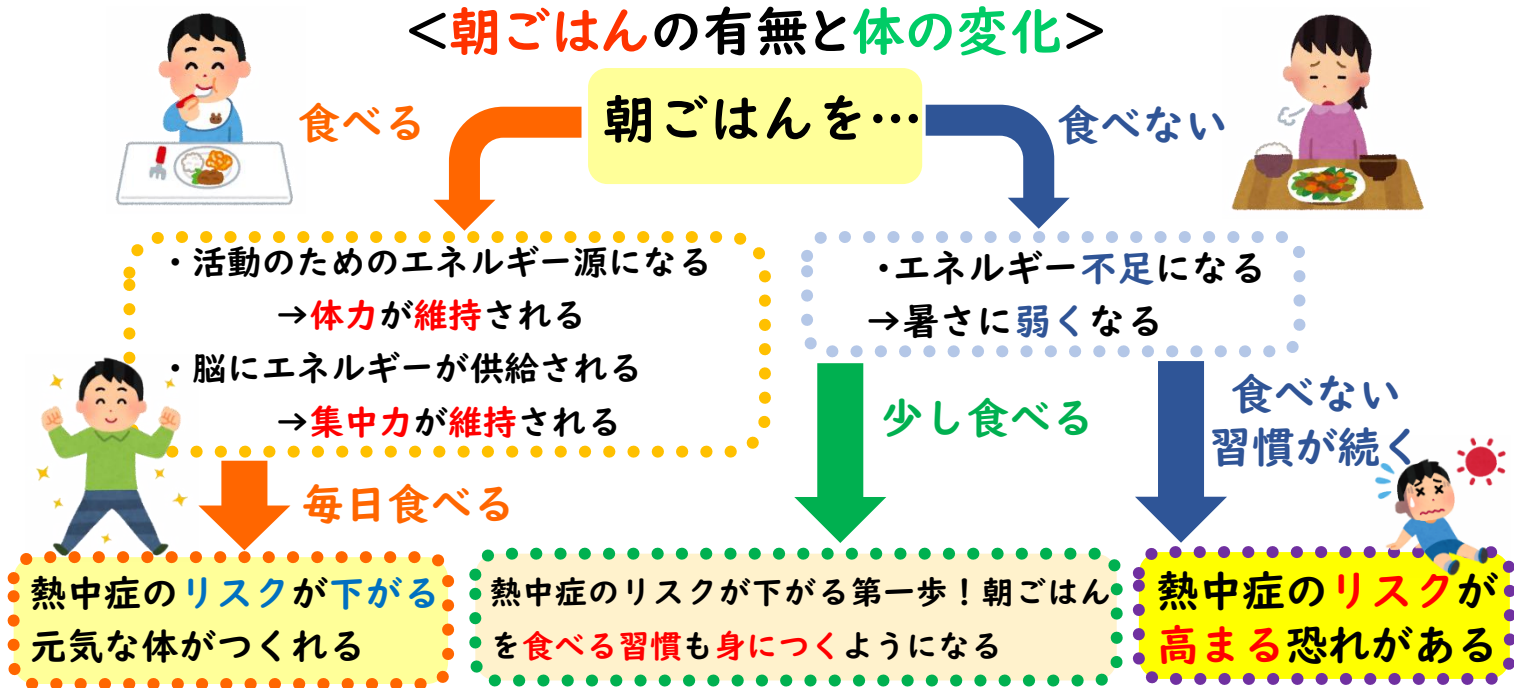 ＜朝ごはんの有無と体の変化＞
朝ごはんを…
食べる
食べない
・活動のためのエネルギー源になる
→体力が維持される
・脳にエネルギーが供給される
→集中力が維持される
・エネルギー不足になる
→暑さに弱くなる
毎日食べる
少し食べる
食べない
習慣が続く
熱中症のリスクが下がる
元気な体がつくれる
熱中症のリスクが下がる第一歩！朝ごはん
を食べる習慣も身につくようになる
熱中症のリスクが
高まる恐れがある